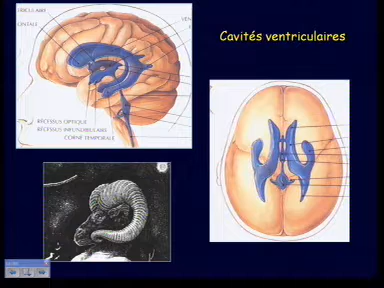 Cavités ventriculaires
RÉCESSUS OPTIQUE
RÉCESSUS INFUNDIBULAIRE
CORNE TEMPORALE